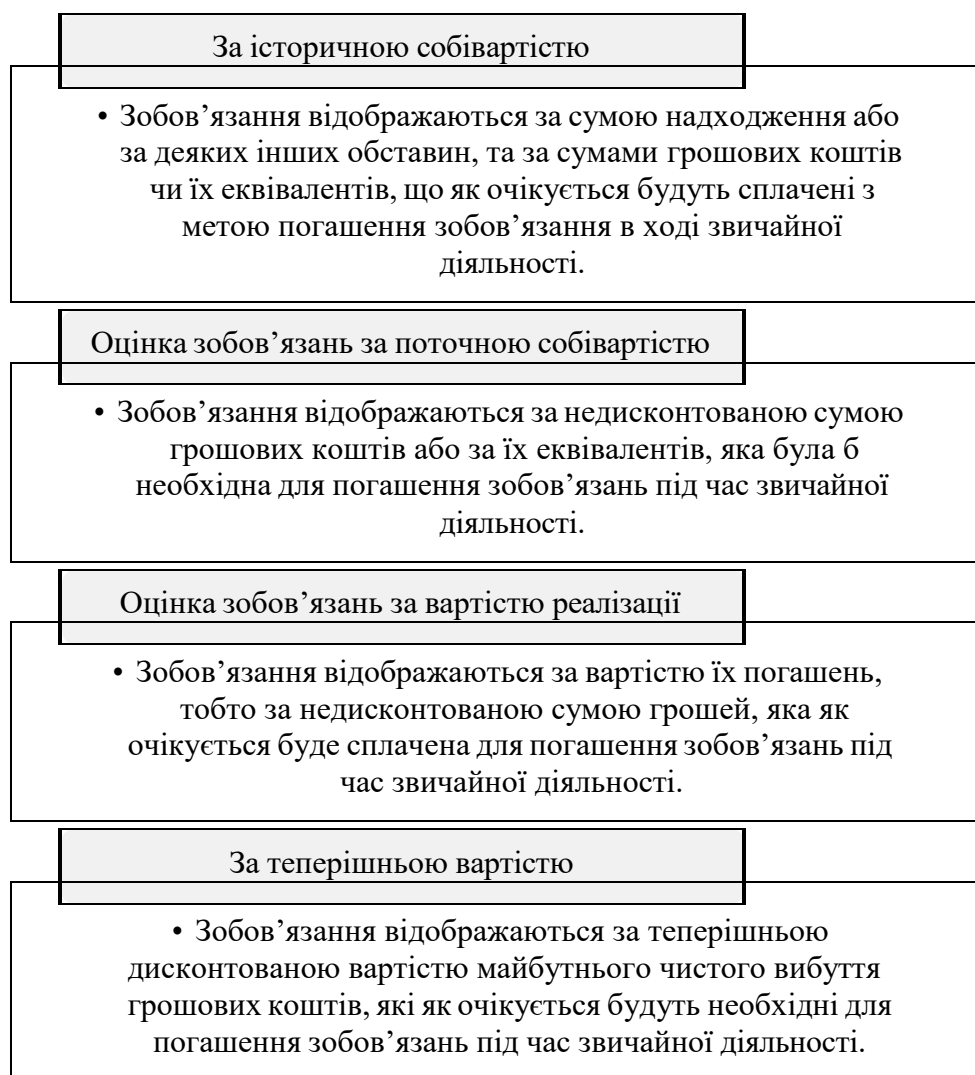 За історичною собівартістю
• Зобов’язання відображаються за сумою надходження або
за деяких інших обставин, та за сумами грошових коштів
чи їх еквівалентів, що як очікується будуть сплачені з
метою погашення зобов’язання в ході звичайної
діяльності.
Оцінка зобов’язань за поточною собівартістю
• Зобов’язання відображаються за недисконтованою сумою
грошових коштів або за їх еквівалентів, яка була б
необхідна для погашення зобов’язань під час звичайної
діяльності.
Оцінка зобов’язань за вартістю реалізації
• Зобов’язання відображаються за вартістю їх погашень,
тобто за недисконтованою сумою грошей, яка як
очікується буде сплачена для погашення зобов’язань під
час звичайної діяльності.
За теперішньою вартістю
• Зобов’язання відображаються за теперішньою
дисконтованою вартістю майбутнього чистого вибуття
грошових коштів, які як очікується будуть необхідні для
погашення зобов’язань під час звичайної діяльності.